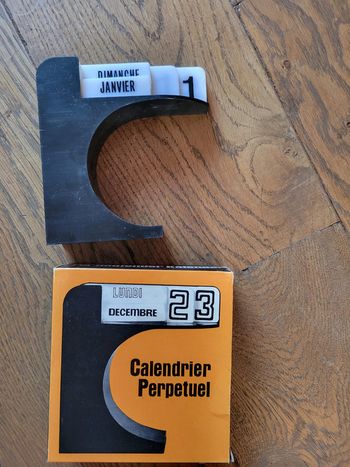 DIMANCHE
JANVIER
1
LUNDI
DECEMBRE 23
Calendrier
Perpetuel